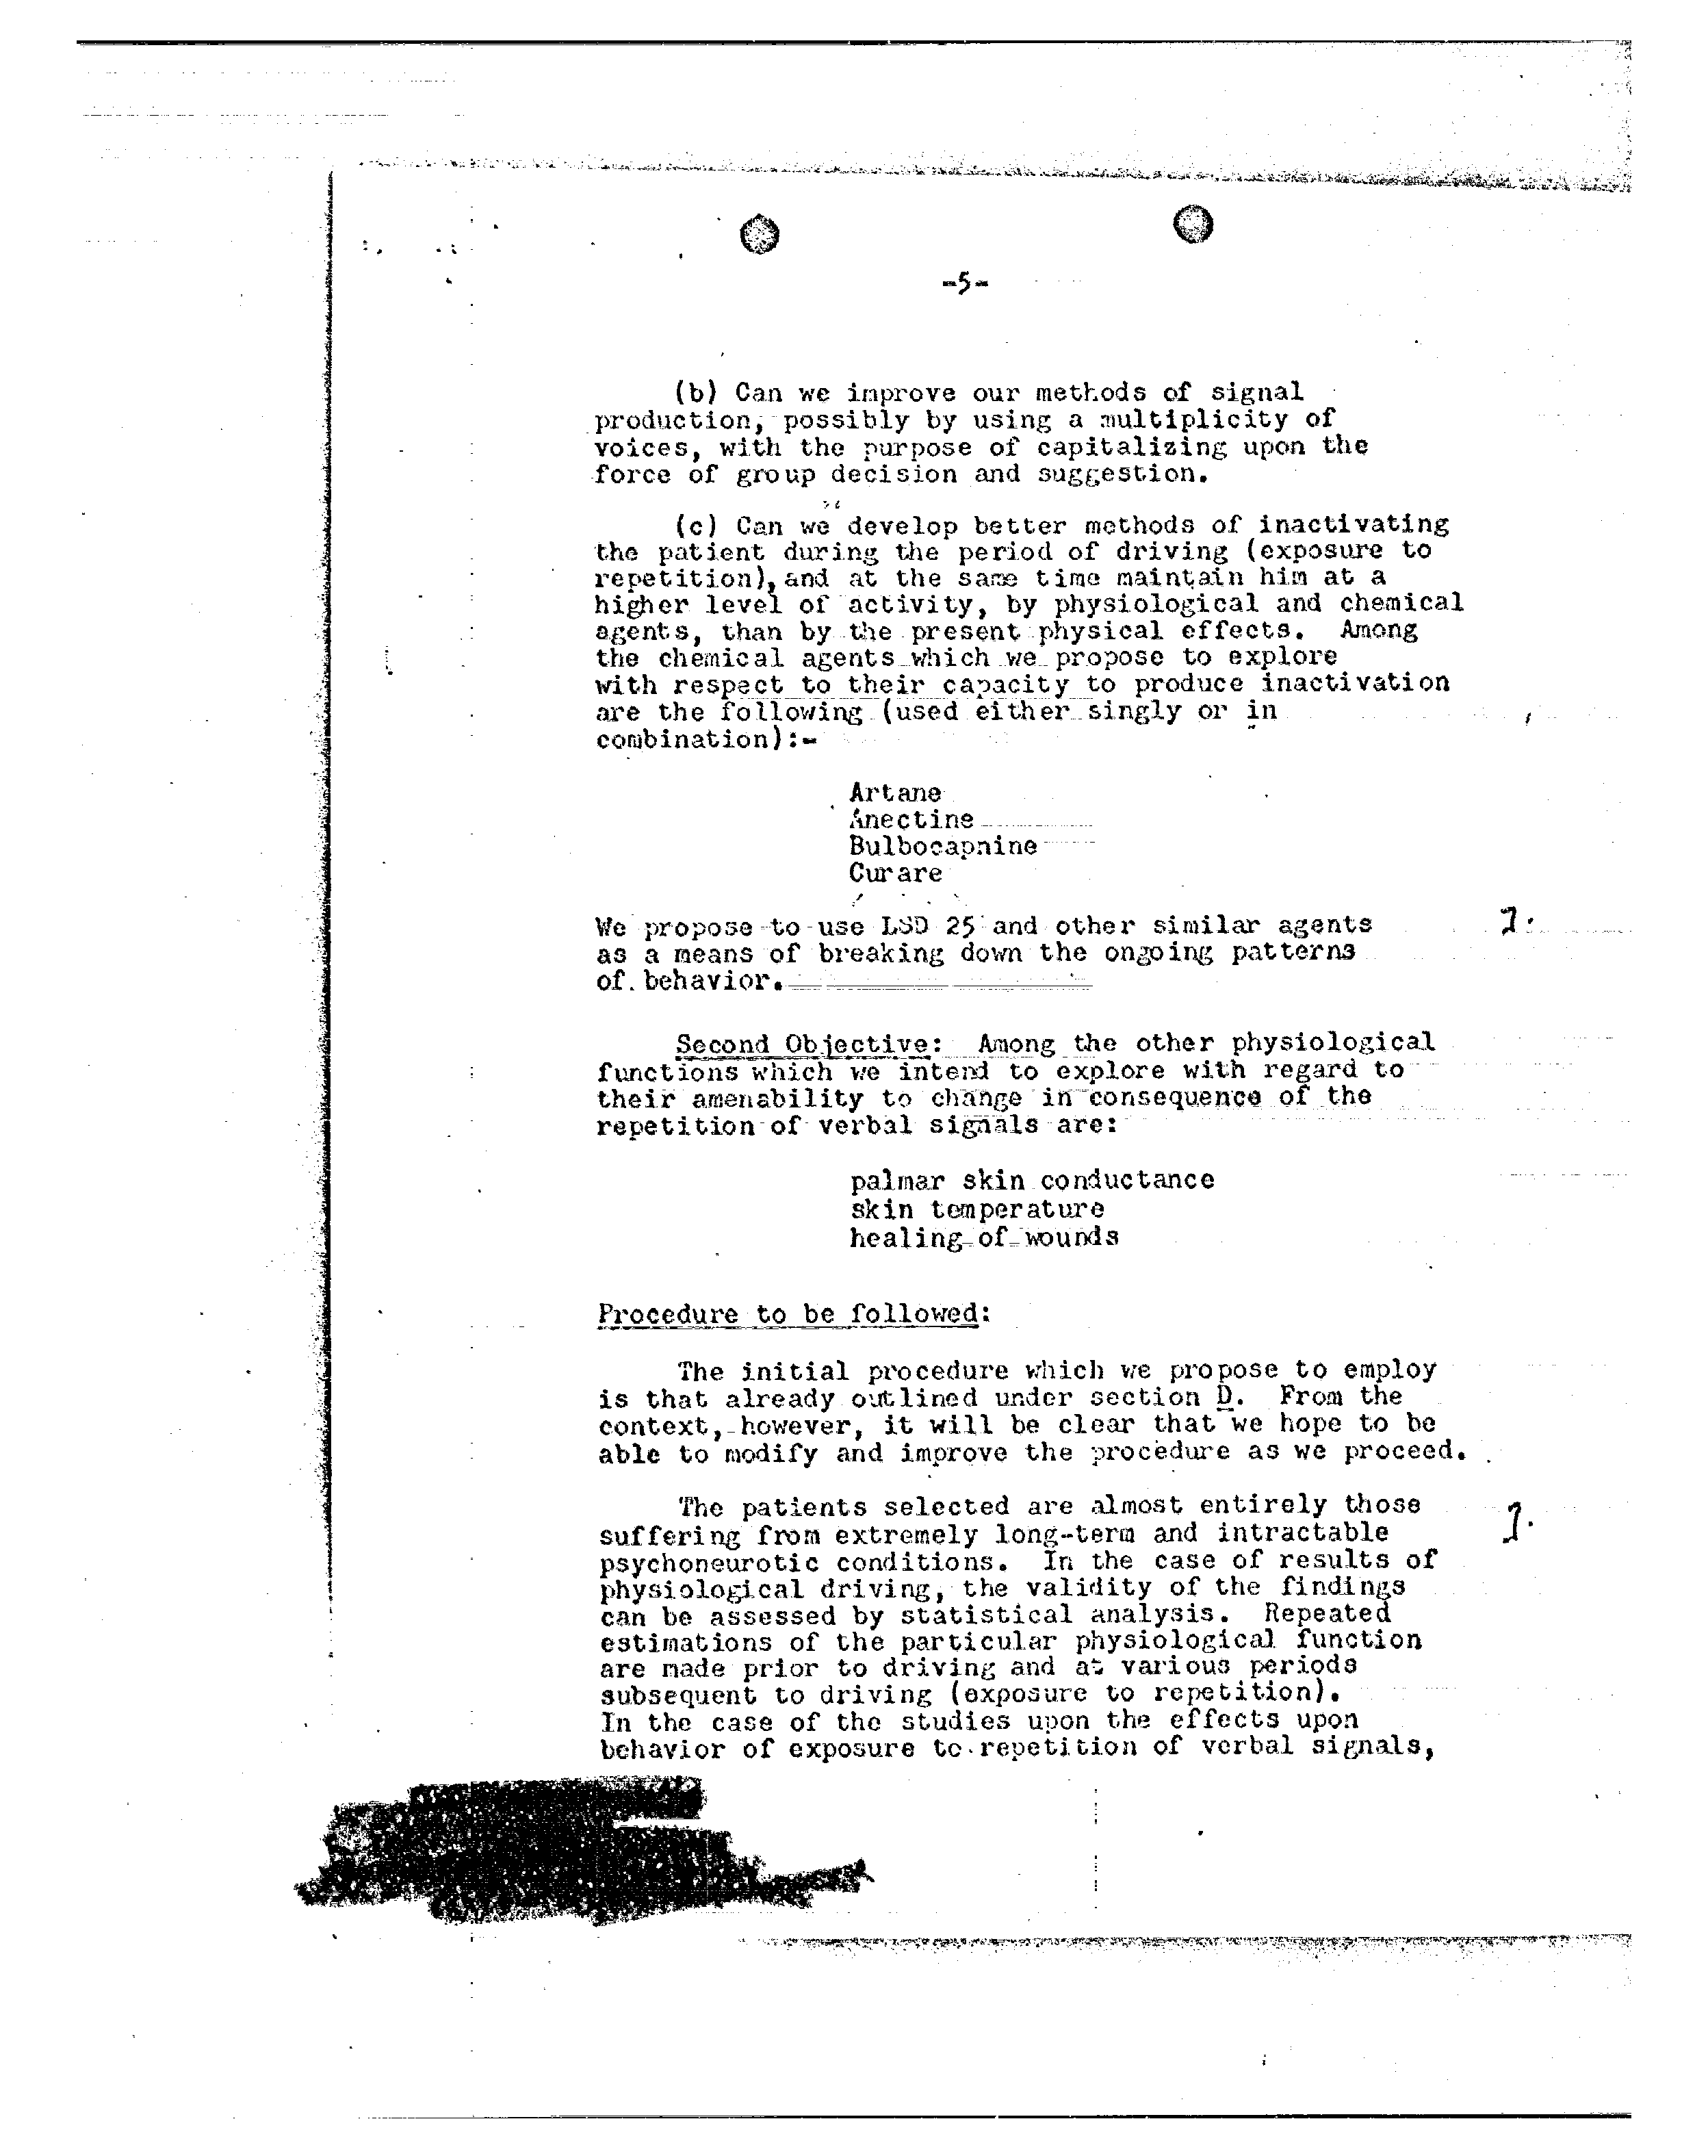 -5-
(b) Can we improve our methods of signal
production, possibly by using a multiplicity of
voices, with the purpose of capitalizing upon the
force of group decision and suggestion.
(c) Can we develop better methods of inactivating
the patient during the period of driving (exposure to
repetition), and at the same time maintain him at a
higher level of activity, by physiological and chemical
agents, than by the present physical effects. Among
the chemical agents which we propose to explore
with respect to their capacity to produce inactivation
are the following (used either singly or in
combination):-
Artane
Anectine
Bulbocapnine
Curare
We propose to use LSD 25 and other similar agents
as a means of breaking down the ongoing patterns
of behavior.
Second Objective: Among the other physiological
functions which we intend to explore with regard to
their amenability to change in consequence of the
repetition of verbal signals are:
palmar skin conductance
skin temperature
healing of wounds
Procedure to be followed:
The initial procedure which we propose to employ
is that already outlined under section D. From the
context, however, it will be clear that we hope to be
able to modify and improve the procedure as we proceed.
The patients selected are almost entirely those
suffering from extremely long-term and intractable
psychoneurotic conditions. In the case of results of
physiological driving, the validity of the findings
can be assessed by statistical analysis. Repeated
estimations of the particular physiological function
are made prior to driving and at various periods
subsequent to driving (exposure to repetition).
In the case of the studies upon the effects upon
behavior of exposure to repetition of verbal signals,